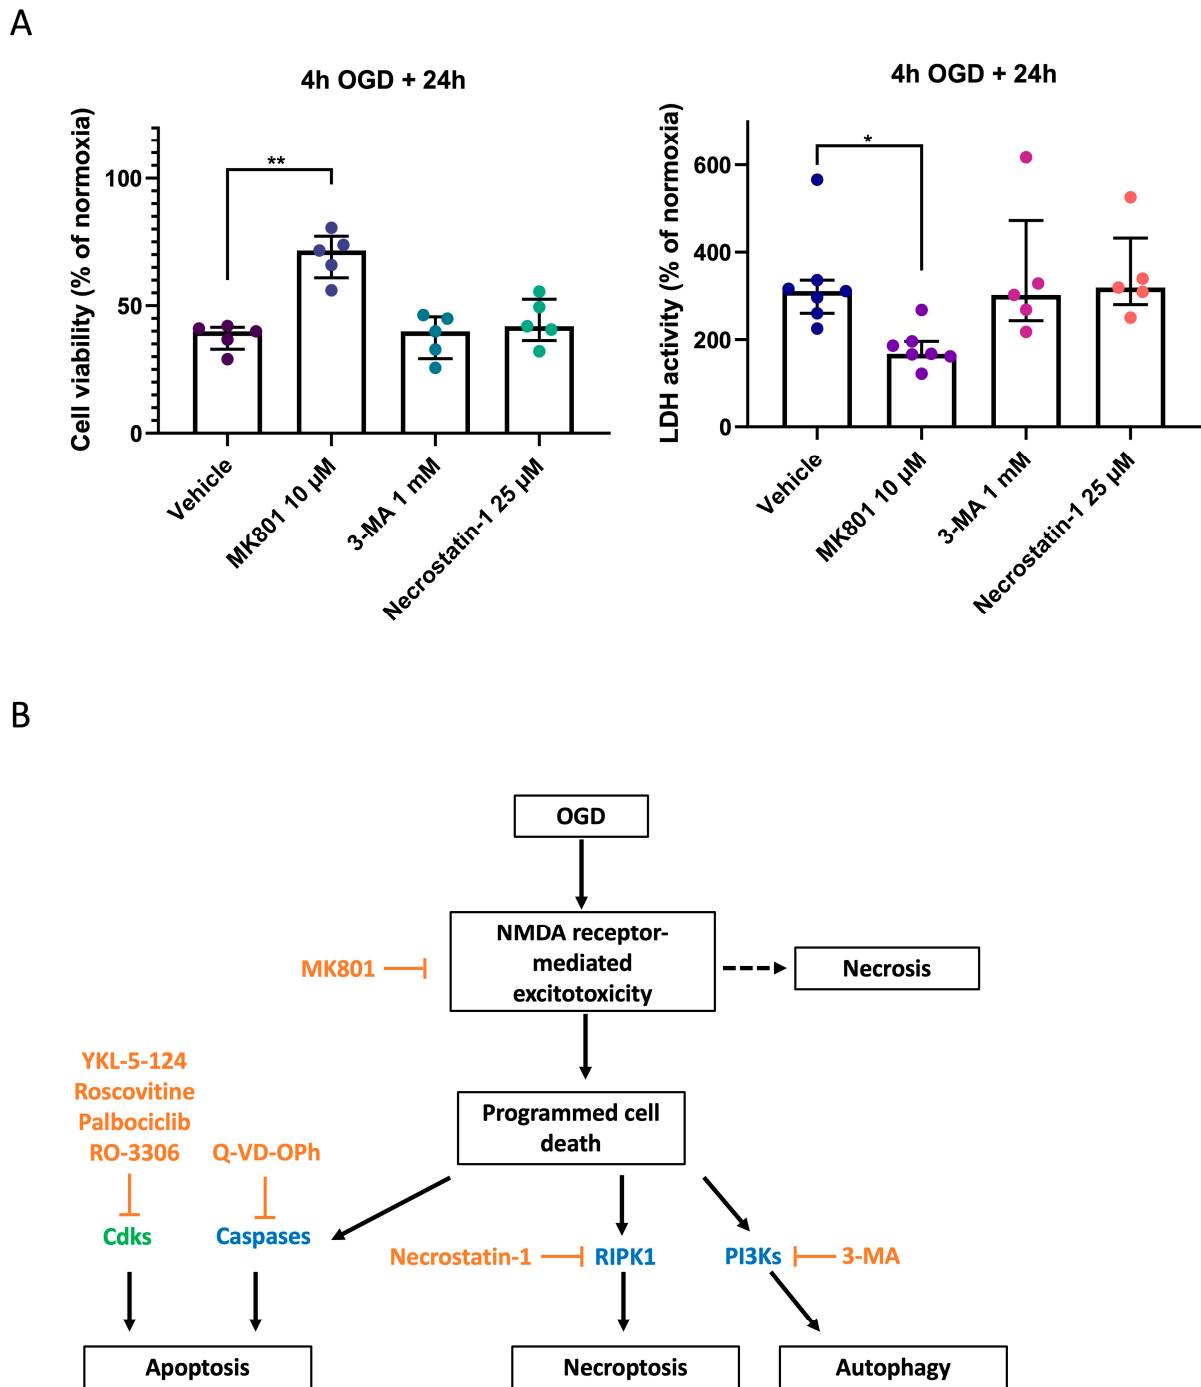 A
4h OGD + 24h
Cell viability (% of normoxia)
100
50
0
**
Vehicle
MK801 10 µM
3-MA 1 mM
Necrostatin-1 25 µM
4h OGD + 24h
LDH activity (% of normoxia)
600
400
200
0
*
Vehicle
MK801 10 µM
3-MA 1 mM
Necrostatin-1 25 µM
B
OGD
NMDA receptor-
mediated
excitotoxicity
MK801
Necrosis
YKL-5-124
Roscovitine
Palbociclib
RO-3306
Q-VD-OPh
Programmed cell
death
Cdks
Caspases
Necrostatin-1
RIPK1
PI3Ks
3-MA
Apoptosis
Necroptosis
Autophagy